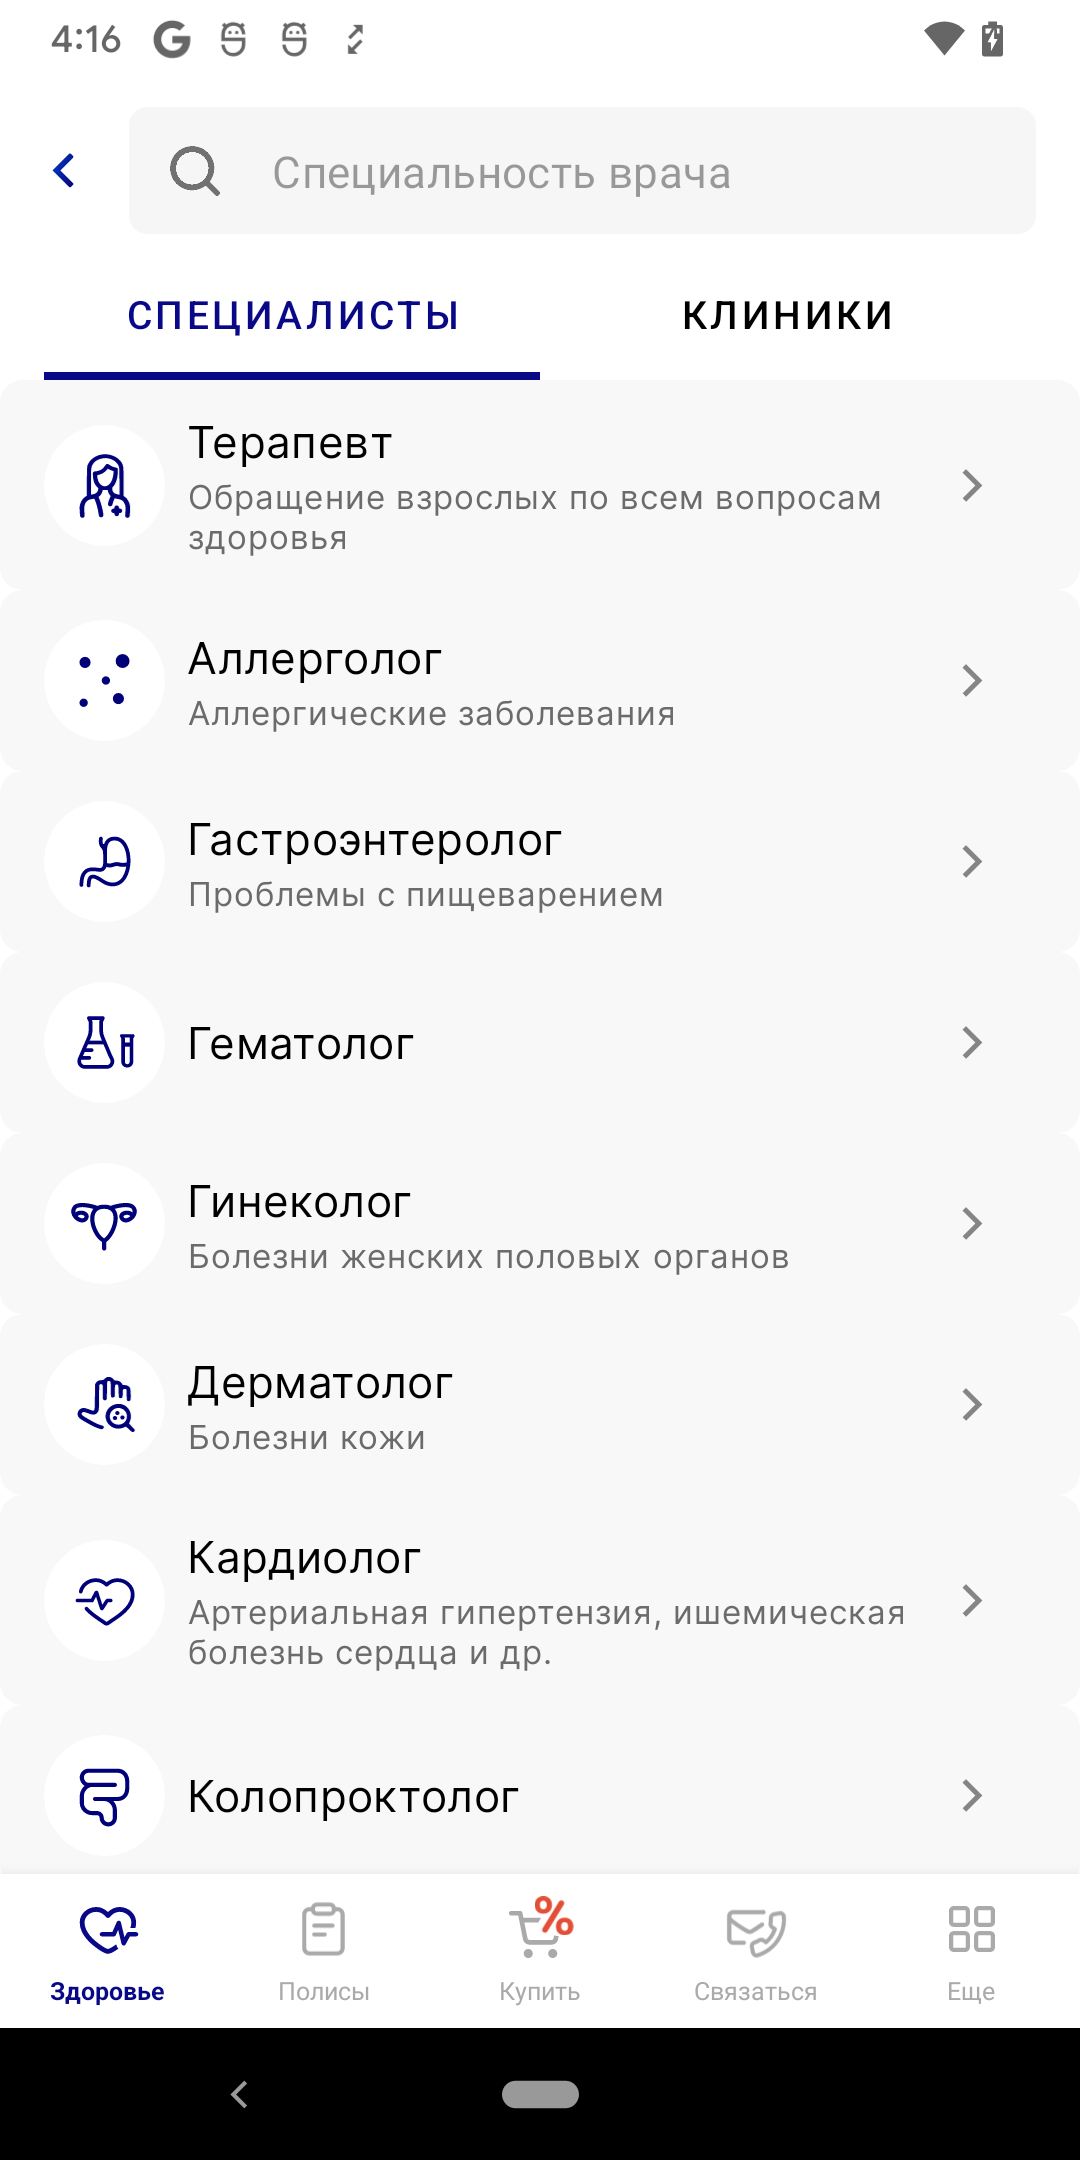 4:16
Специальность врача
СПЕЦИАЛИСТЫ
КЛИНИКИ
Терапевт
Обращение взрослых по всем вопросам
здоровья
Аллерголог
Аллергические заболевания
Гастроэнтеролог
Проблемы с пищеварением
Гематолог
Гинеколог
Болезни женских половых органов
Дерматолог
Болезни кожи
Кардиолог
Артериальная гипертензия, ишемическая
болезнь сердца и др.
Колопроктолог
%
Здоровье
Полисы
Купить
Связаться
Еще